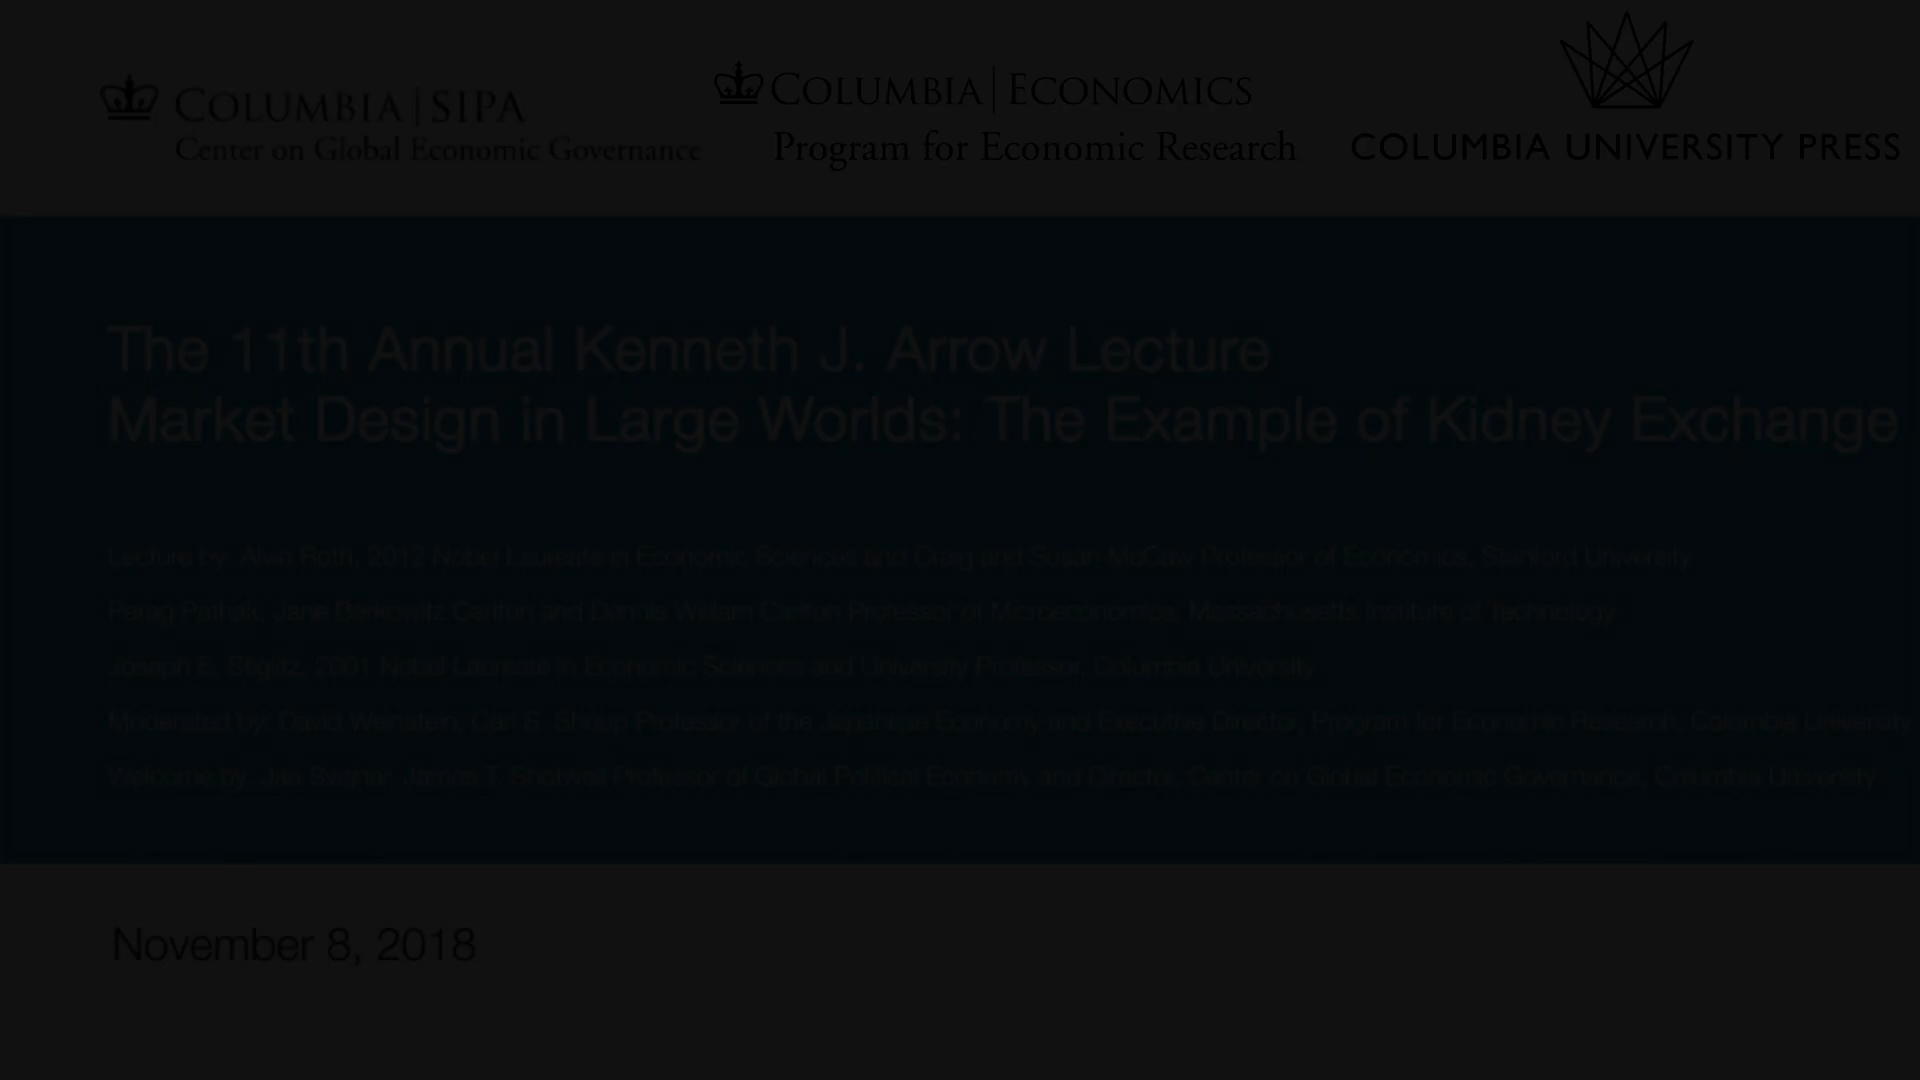 COLUMBIA | SIPA
Center on Global Economic Governance
COLUMBIA | ECONOMICS
Program for Economic Research
COLUMBIA UNIVERSITY PRESS
The 11th Annual Kenneth J. Arrow Lecture
Market Design in Large Worlds: The Example of Kidney Exchange
Lecture by: Alvin Roth, 2012 Nobel Laureate in Economic Sciences and Craig and Susan McCaw Professor of Economics, Stanford University
Parag Pathak, Jane Berkowitz Carlton and Dennis William Carlton Professor of Microeconomics, Massachusetts Institute of Technology
Joseph E. Stiglitz, 2001 Nobel Laureate in Economic Sciences and University Professor, Columbia University
Moderated by: David Weinstein, Carl S. Shoup Professor of the Japanese Economy and Executive Director, Program for Economic Research, Columbia University
Welcome by: Jan Svejnar, James T. Shotwell Professor of Global Political Economy and Director, Center on Global Economic Governance, Columbia University
November 8, 2018